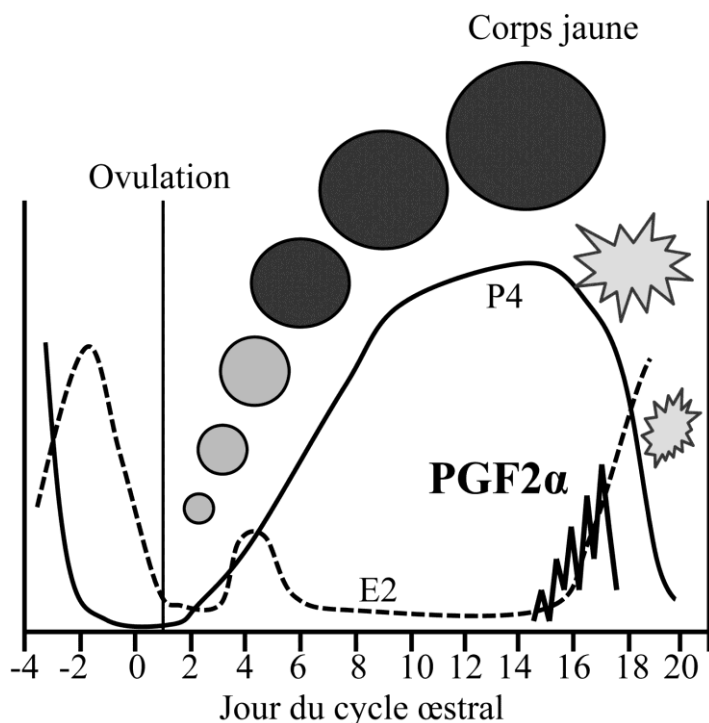 Corps jaune
Ovulation
P4
PGF2α
E2
-4 -2 0 2 4 6 8 10 12 14 16 18 20
Jour du cycle œstral